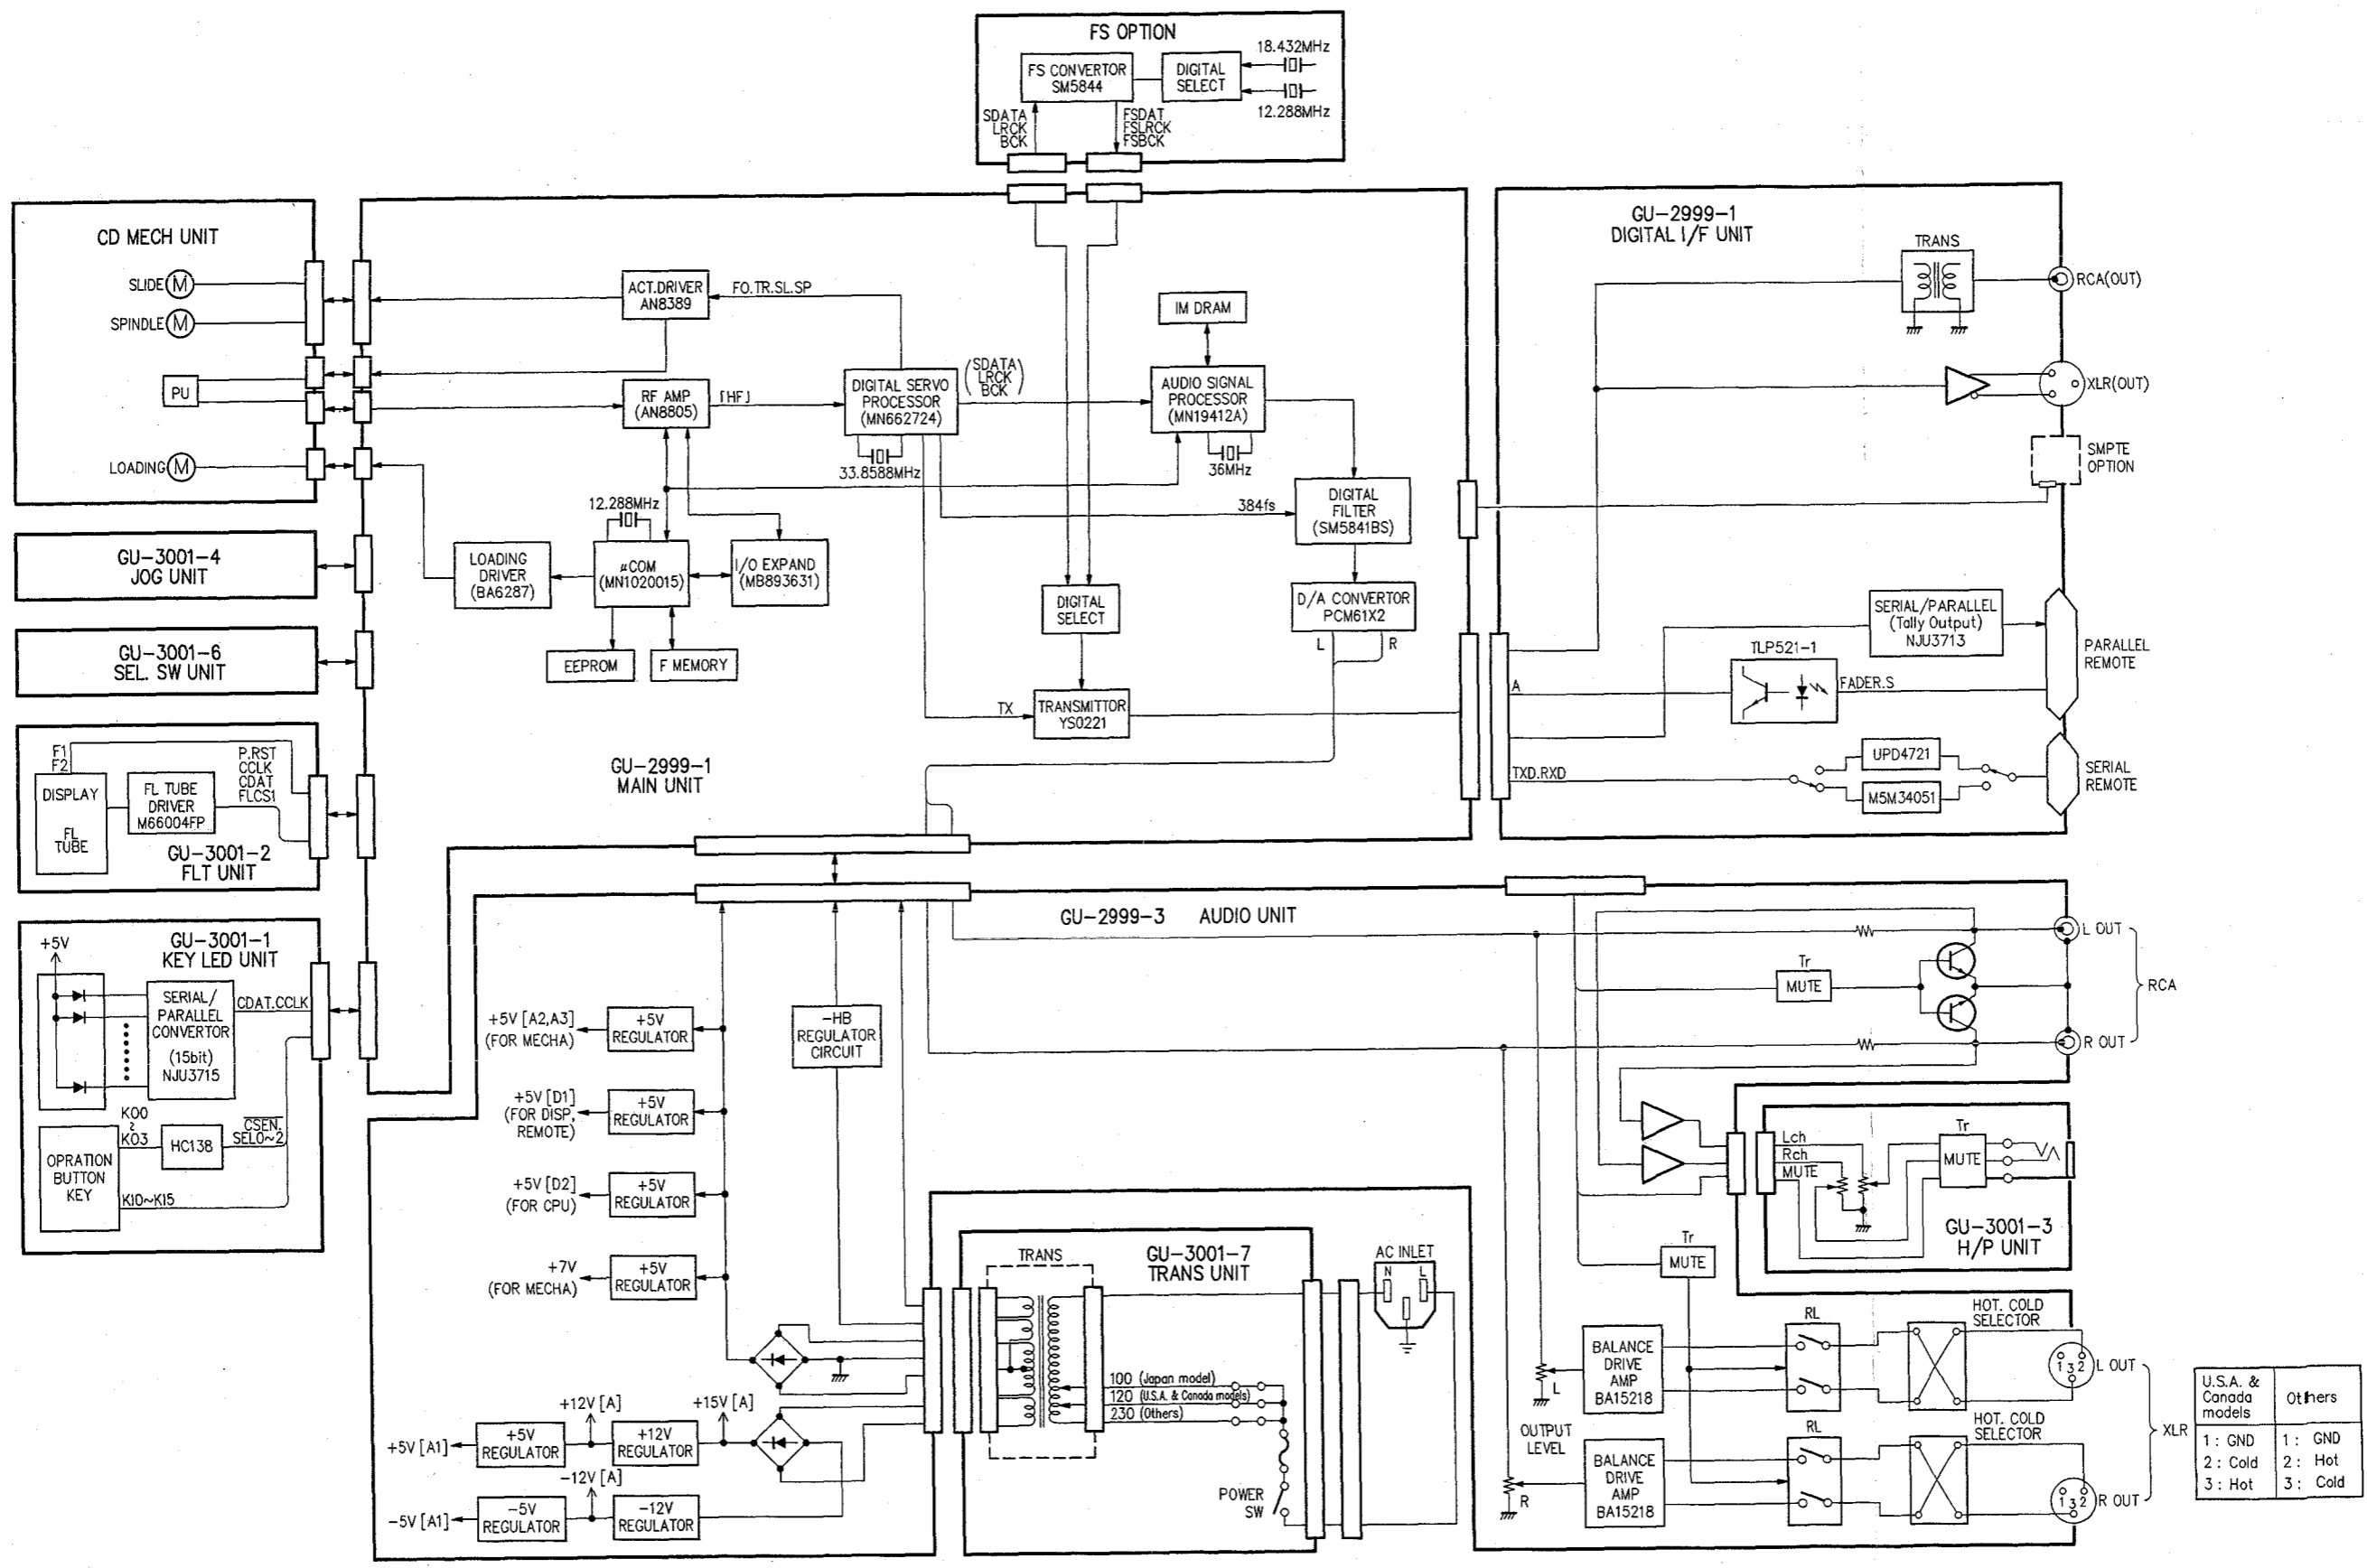 FS OPTION
FS CONVERTOR
SM5844
DIGITAL
SELECT
18.432MHz
12.288MHz
SDATA
LRCK
BCK
FSDAT
FSLRCK
FSBCK
CD MECH UNIT
SLIDE
M
SPINDLE
M
PU
LOADING
M
GU-3001-4
JOG UNIT
GU-3001-6
SEL. SW UNIT
F1
F2
DISPLAY
FL
TUBE
FL TUBE
DRIVER
M66004FP
P.RST
CCLK
CDAT
FLCS1
GU-3001-2
FLT UNIT
GU-3001-1
KEY LED UNIT
+5V
SERIAL/
PARALLEL
CONVERTOR
(15bit)
NJU3715
CDAT.CCLK
K00
~
K03
HC138
CSEN.
SEL0~2
OPRATION
BUTTON
KEY
K10~K15
ACT.DRIVER
AN8389
FO.TR.SL.SP
RF AMP
(AN8805)
[HF]
DIGITAL SERVO
PROCESSOR
(MN662724)
33.8588MHz
(SDATA
LRCK
BCK)
IM DRAM
AUDIO SIGNAL
PROCESSOR
(MN19412A)
36MHz
384fs
DIGITAL
FILTER
(SM5841BS)
D/A CONVERTOR
PCM61X2
L
R
12.288MHz
LOADING
DRIVER
(BA6287)
μCOM
(MN1020015)
I/O EXPAND
(MB893631)
EEPROM
F MEMORY
DIGITAL
SELECT
TX
TRANSMITTOR
YS0221
GU-2999-1
MAIN UNIT
GU-2999-1
DIGITAL I/F UNIT
TRANS
RCA(OUT)
XLR(OUT)
SMPTE
OPTION
SERIAL/PARALLEL
(Tally Output)
NJU3713
PARALLEL
REMOTE
TLP521-1
A
FADER.S
TXD.RXD
UPD4721
M5M34051
SERIAL
REMOTE
GU-2999-3 AUDIO UNIT
+5V [A2,A3]
(FOR MECHA)
+5V
REGULATOR
-HB
REGULATOR
CIRCUIT
+5V [D1]
(FOR DISP,
REMOTE)
+5V
REGULATOR
+5V [D2]
(FOR CPU)
+5V
REGULATOR
+7V
(FOR MECHA)
+5V
REGULATOR
+12V [A]
+15V [A]
+5V [A1]
+5V
REGULATOR
+12V
REGULATOR
-12V [A]
-5V [A1]
-5V
REGULATOR
-12V
REGULATOR
TRANS
GU-3001-7
TRANS UNIT
AC INLET
N
L
100 (Japan model)
120 (U.S.A. & Canada models)
230 (Others)
POWER
SW
Tr
MUTE
L OUT
R OUT
RCA
Lch
Rch
MUTE
Tr
MUTE
GU-3001-3
H/P UNIT
Tr
MUTE
L
OUTPUT
LEVEL
R
BALANCE
DRIVE
AMP
BA15218
RL
HOT. COLD
SELECTOR
1 3 2
L OUT
BALANCE
DRIVE
AMP
BA15218
RL
HOT. COLD
SELECTOR
1 3 2
R OUT
XLR
U.S.A. &
Canada
models
Others
1 : GND
1 : GND
2 : Cold
2 : Hot
3 : Hot
3 : Cold